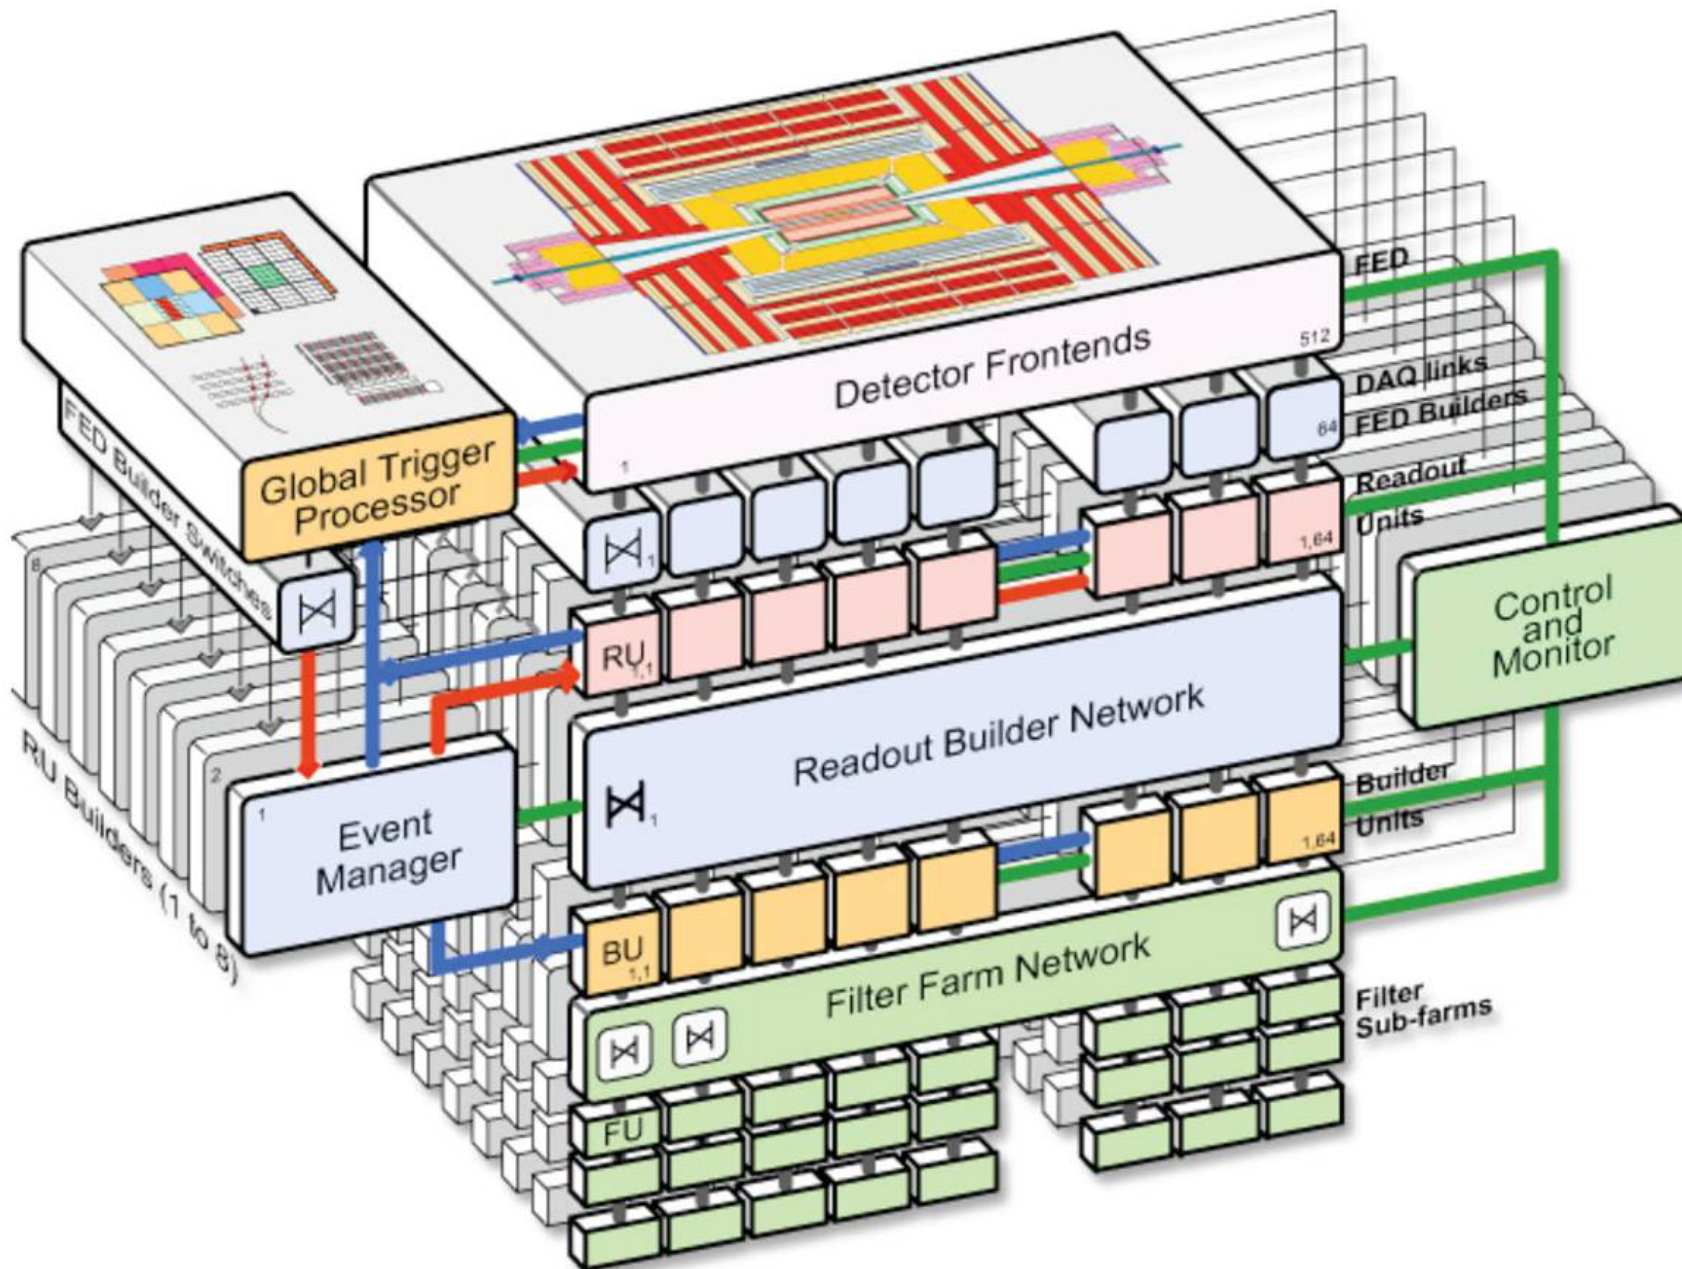 FED
Detector Frontends
512
1
DAQ links
FED Builders
64
FED Builder Switches
Global Trigger
Processor
1
Readout
Units
1,64
8
RU
1,1
Control
and
Monitor
Readout Builder Network
1
RU Builders (1 to 8)
2
1
Event
Manager
Builder
Units
1,64
BU
1,1
Filter Farm Network
Filter
Sub-farms
FU